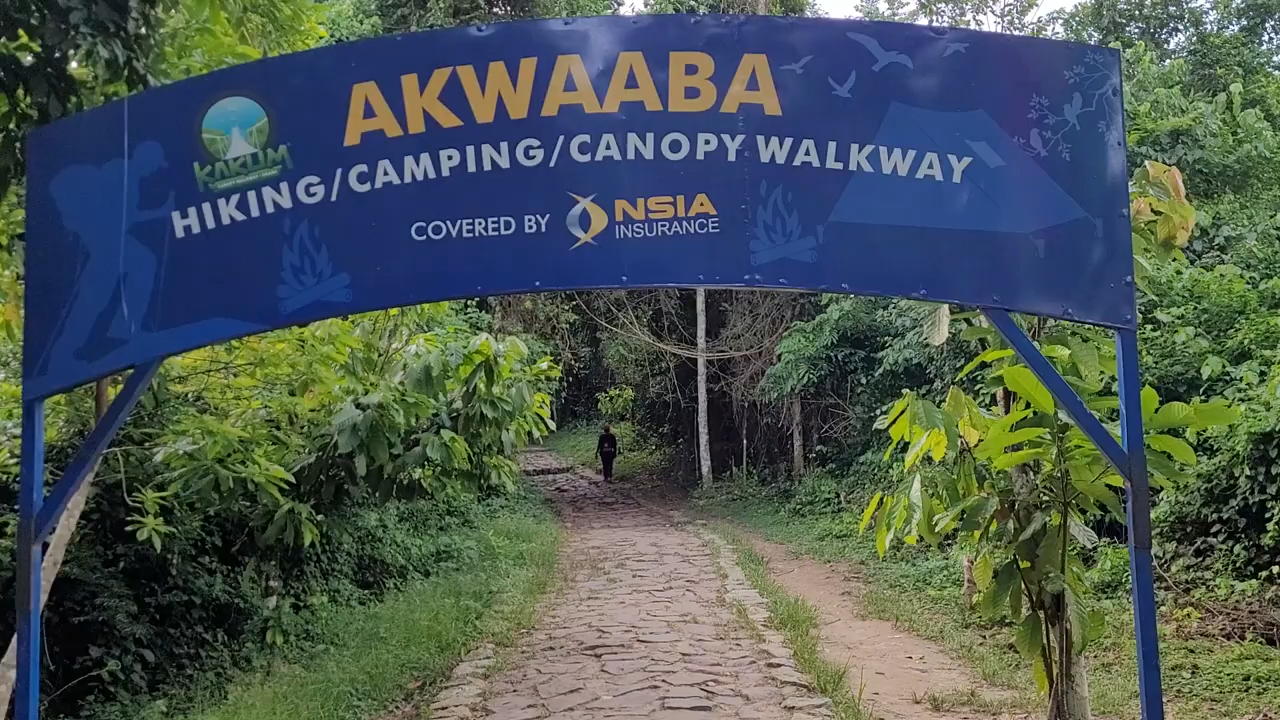 AKWAABA
KAKUM
HIKING/CAMPING/CANOPY WALKWAY
COVERED BY NSIA
INSURANCE